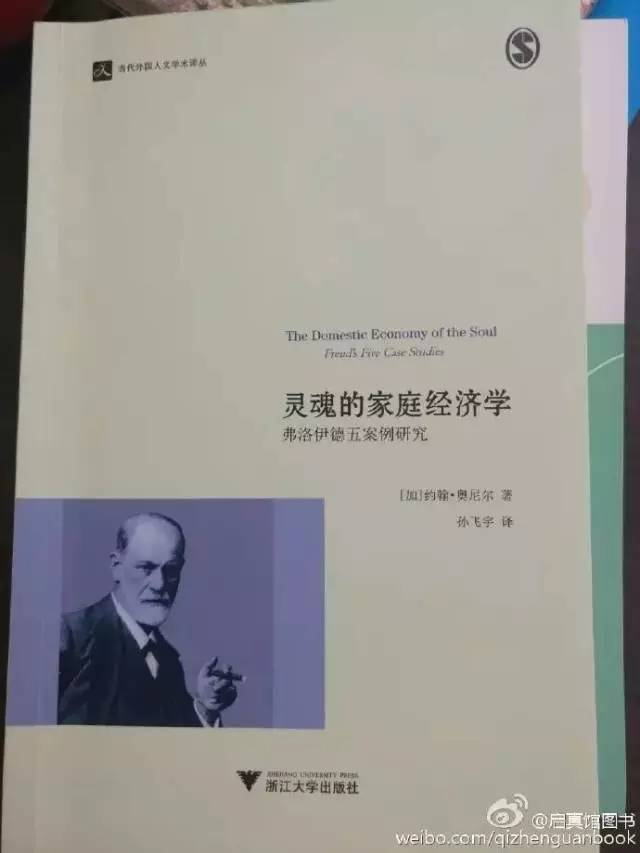 当代外国人文学术译丛
The Domestic Economy of the Soul
Freud's Five Case Studies
灵魂的家庭经济学
弗洛伊德五案例研究
[加]约翰·奥尼尔 著
孙飞宇 译
ZHEJIANG UNIVERSITY PRESS
浙江大学出版社
@启真馆图书
weibo.com/qizhenguanbook